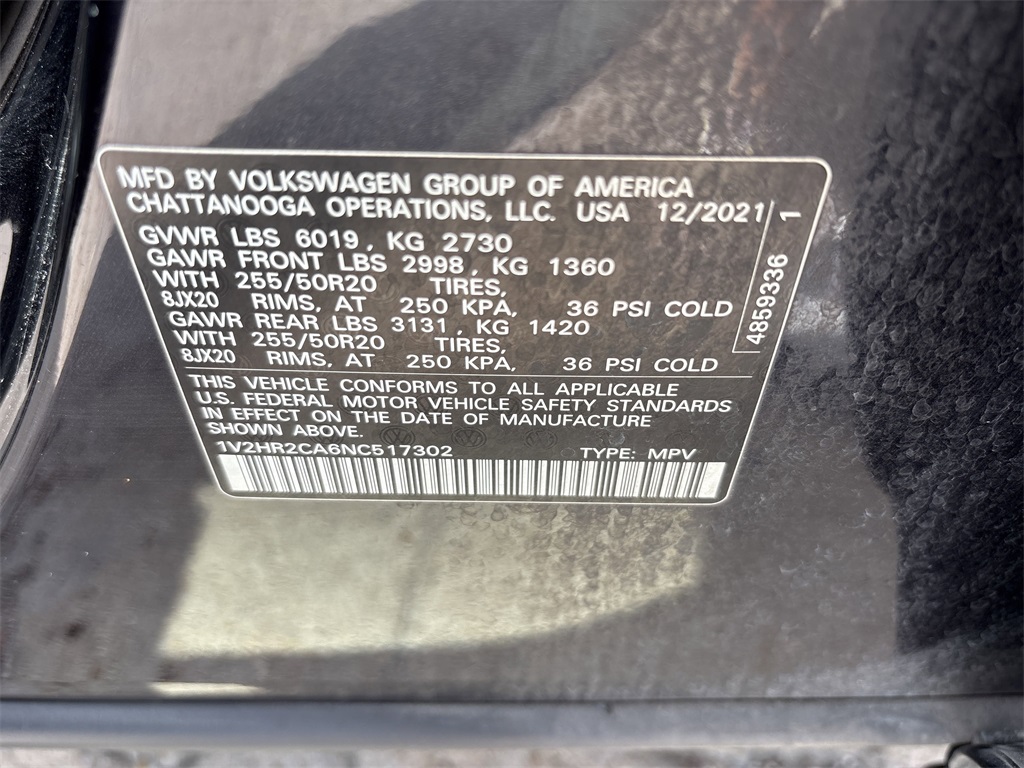 MFD BY VOLKSWAGEN GROUP OF AMERICA
CHATTANOOGA OPERATIONS, LLC. USA 12/2021
GVWR LBS 6019, KG 2730
GAWR FRONT LBS 2998, KG 1360
WITH 255/50R20 TIRES,
8JX20 RIMS, AT 250 KPA, 36 PSI COLD
GAWR REAR LBS 3131, KG 1420
WITH 255/50R20 TIRES,
8JX20 RIMS, AT 250 KPA, 36 PSI COLD
4859336 1
THIS VEHICLE CONFORMS TO ALL APPLICABLE
U.S. FEDERAL MOTOR VEHICLE SAFETY STANDARDS
IN EFFECT ON THE DATE OF MANUFACTURE
SHOWN ABOVE.
1V2HR2CA6NC517302 TYPE: MPV